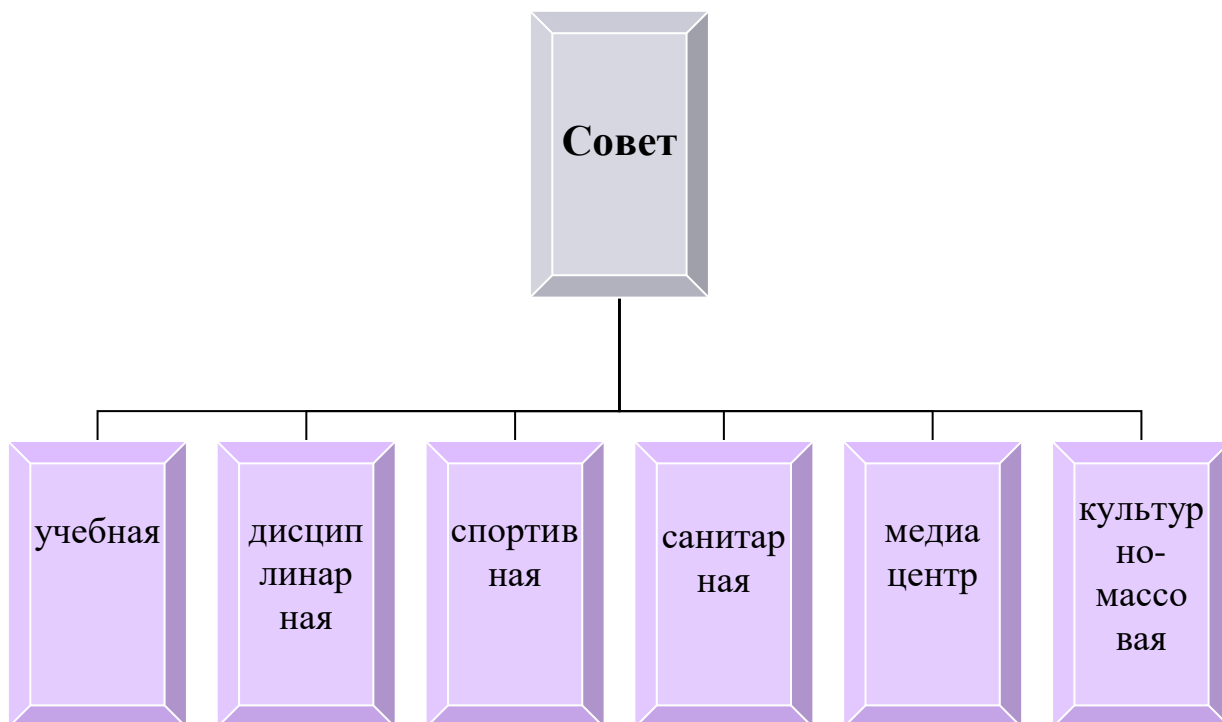 Совет
учебная
дисцип
линар
ная
спортив
ная
санитар
ная
медиа
центр
культур
но-
массо
вая